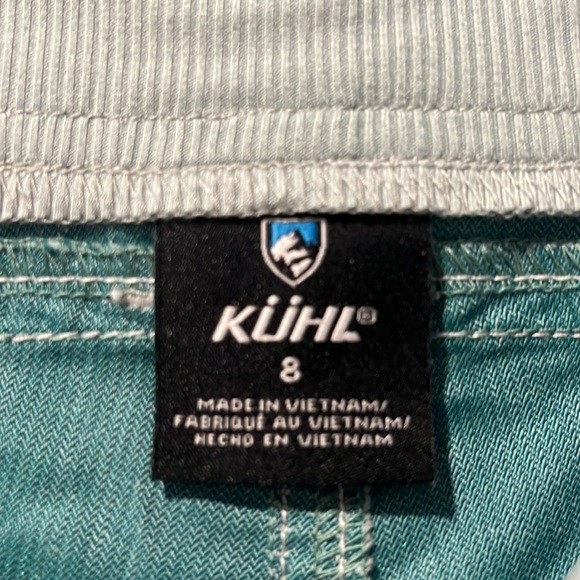 KÜHL®
8
MADE IN VIETNAM/
FABRIQUÉ AU VIETNAM/
HECHO EN VIETNAM